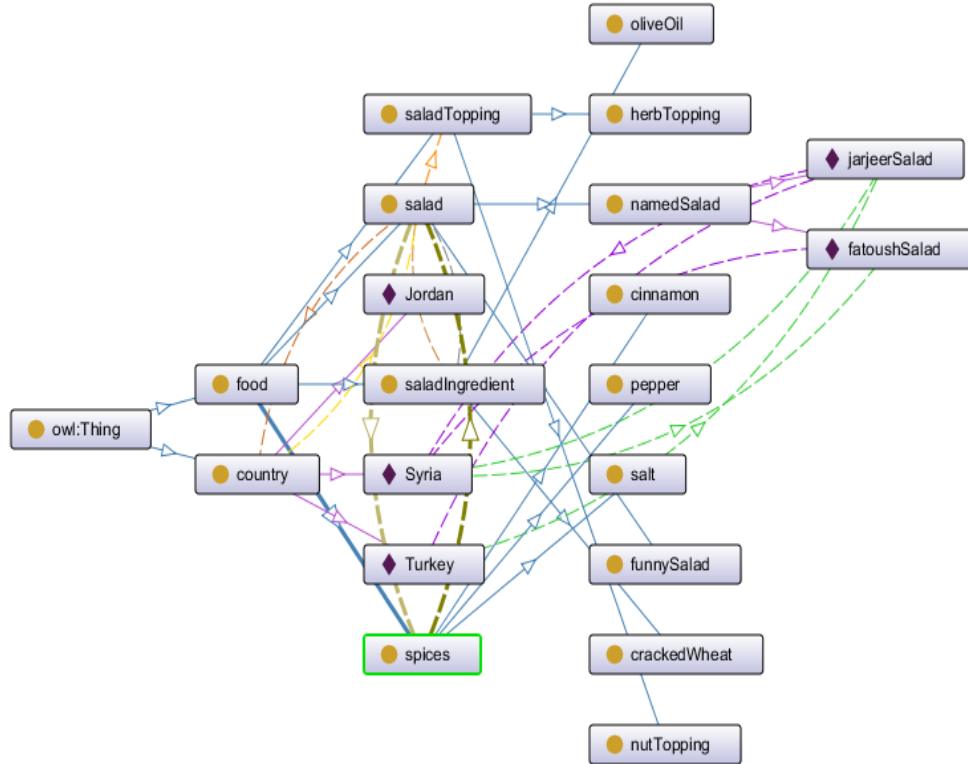 oliveOil
saladTopping
herbTopping
jarjeerSalad
salad
namedSalad
fatoushSalad
Jordan
cinnamon
food
saladIngredient
pepper
owl:Thing
country
Syria
salt
Turkey
funnySalad
spices
crackedWheat
nutTopping